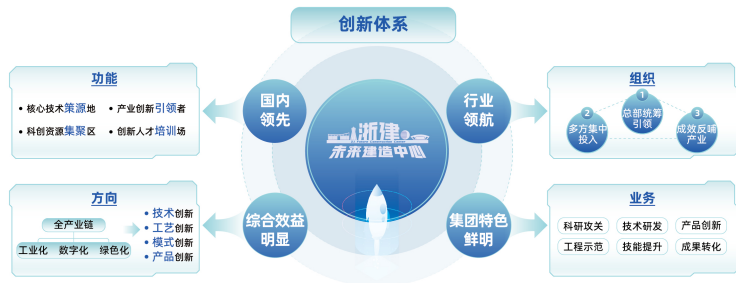 创新体系
功能
• 核心技术策源地 • 产业创新引领者
• 科创资源集聚区 • 创新人才培训场
方向
全产业链
工业化 数字化 绿色化
• 技术创新
• 工艺创新
• 模式创新
• 产品创新
国内
领先
综合效益
明显
浙建
未来建造中心
行业
领航
集团特色
鲜明
组织
1
总部统筹
引领
2
多方集中
投入
3
成效反哺
产业
业务
科研攻关 技术研发 产品创新
工程示范 技能提升 成果转化